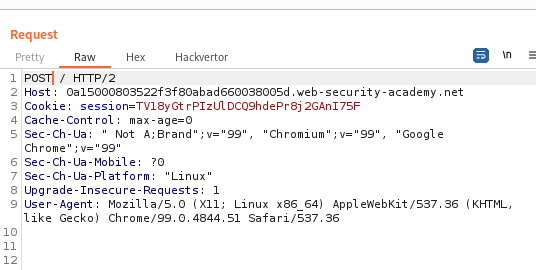 Request
Pretty Raw Hex Hackvertor \n
1 POST / HTTP/2
2 Host: 0a15000803522f3f80abad660038005d.web-security-academy.net
3 Cookie: session=TV18yGtrPIzUlDCQ9hdePr8j2GAnI75F
4 Cache-Control: max-age=0
5 Sec-Ch-Ua: " Not A;Brand";v="99", "Chromium";v="99", "Google
Chrome";v="99"
6 Sec-Ch-Ua-Mobile: ?0
7 Sec-Ch-Ua-Platform: "Linux"
8 Upgrade-Insecure-Requests: 1
9 User-Agent: Mozilla/5.0 (X11; Linux x86_64) AppleWebKit/537.36 (KHTML,
like Gecko) Chrome/99.0.4844.51 Safari/537.36
10
11
12